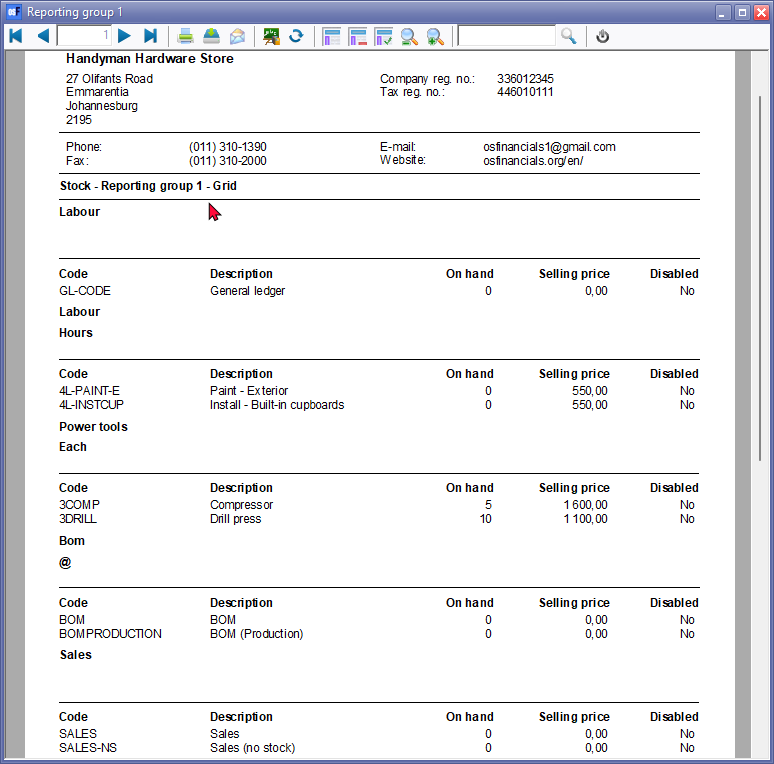 Reporting group 1
1
Handyman Hardware Store
27 Olifants Road
Emmarentia
Johannesburg
2195
Company reg. no.: 336012345
Tax reg. no.: 446010111
Phone: (011) 310-1390 E-mail: osfinancials1@gmail.com
Fax: (011) 310-2000 Website: osfinancials.org/en/
Stock - Reporting group 1 - Grid
Labour
Code Description On hand Selling price Disabled
GL-CODE General ledger 0 0,00 No
Labour
Hours
Code Description On hand Selling price Disabled
4L-PAINT-E Paint - Exterior 0 550,00 No
4L-INSTCUP Install - Built-in cupboards 0 550,00 No
Power tools
Each
Code Description On hand Selling price Disabled
3COMP Compressor 5 1 600,00 No
3DRILL Drill press 10 1 100,00 No
Bom
@
Code Description On hand Selling price Disabled
BOM BOM 0 0,00 No
BOMPRODUCTION BOM (Production) 0 0,00 No
Sales
Code Description On hand Selling price Disabled
SALES Sales 0 0,00 No
SALES-NS Sales (no stock) 0 0,00 No